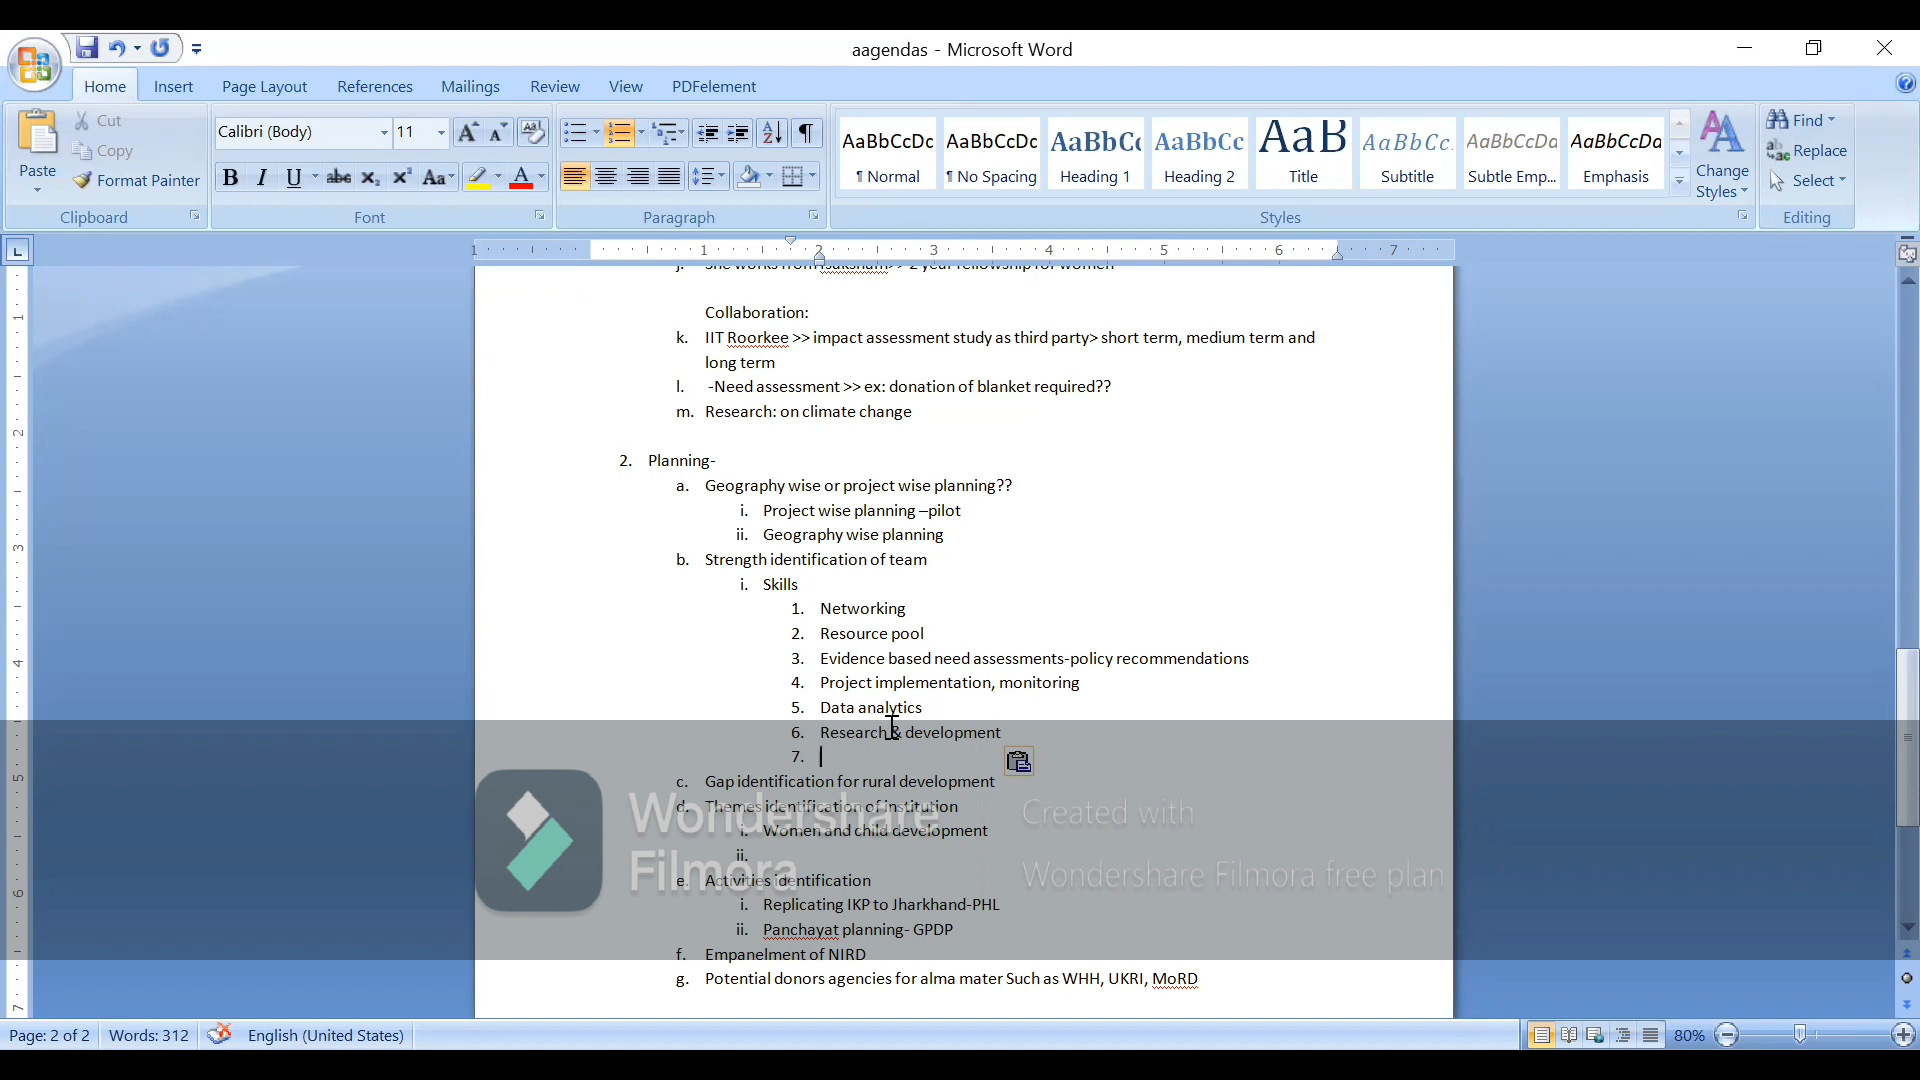 aagendas - Microsoft Word
Home Insert Page Layout References Mailings Review View PDFelement
Paste
Cut
Copy
Format Painter
Clipboard
Calibri (Body) 11
Font
Paragraph
AaBbCcDc AaBbCcDc AaBbCc AaBbCc AaB AaBbCc. AaBbCcDa AaBbCcDa
¶ Normal ¶ No Spacing Heading 1 Heading 2 Title Subtitle Subtle Emp... Emphasis
Change Styles
Styles
Find
Replace
Select
Editing
1 1 2 3 4 5 6 7
j. She works from Isaksham>> 2 year fellowship for women
Collaboration:
k. IIT Roorkee >> impact assessment study as third party> short term, medium term and
long term
l. -Need assessment >> ex: donation of blanket required??
m. Research: on climate change
2. Planning-
a. Geography wise or project wise planning??
i. Project wise planning –pilot
ii. Geography wise planning
b. Strength identification of team
i. Skills
1. Networking
2. Resource pool
3. Evidence based need assessments-policy recommendations
4. Project implementation, monitoring
5. Data analytics
6. Research & development
7.
c. Gap identification for rural development
d. Themes identification of institution
i. Women and child development
ii.
e. Activities identification
i. Replicating IKP to Jharkhand-PHL
ii. Panchayat planning- GPDP
f. Empanelment of NIRD
g. Potential donors agencies for alma mater Such as WHH, UKRI, MoRD
Wondershare
Filmora
Created with
Wondershare Filmora free plan
Page: 2 of 2 Words: 312 English (United States) 80%